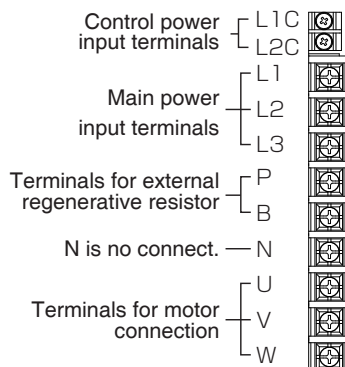 Control power
input terminals
L1C
L2C
Main power
input terminals
L1
L2
L3
Terminals for external
regenerative resistor
P
B
N is no connect.
N
Terminals for motor
connection
U
V
W